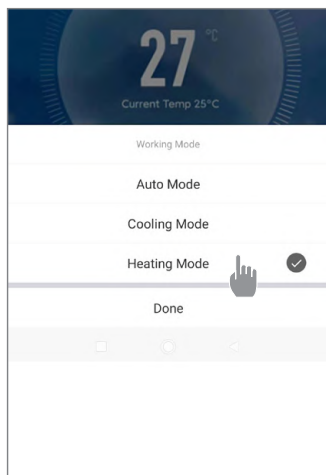 27 °C
Current Temp 25°C
Working Mode
Auto Mode
Cooling Mode
Heating Mode
Done